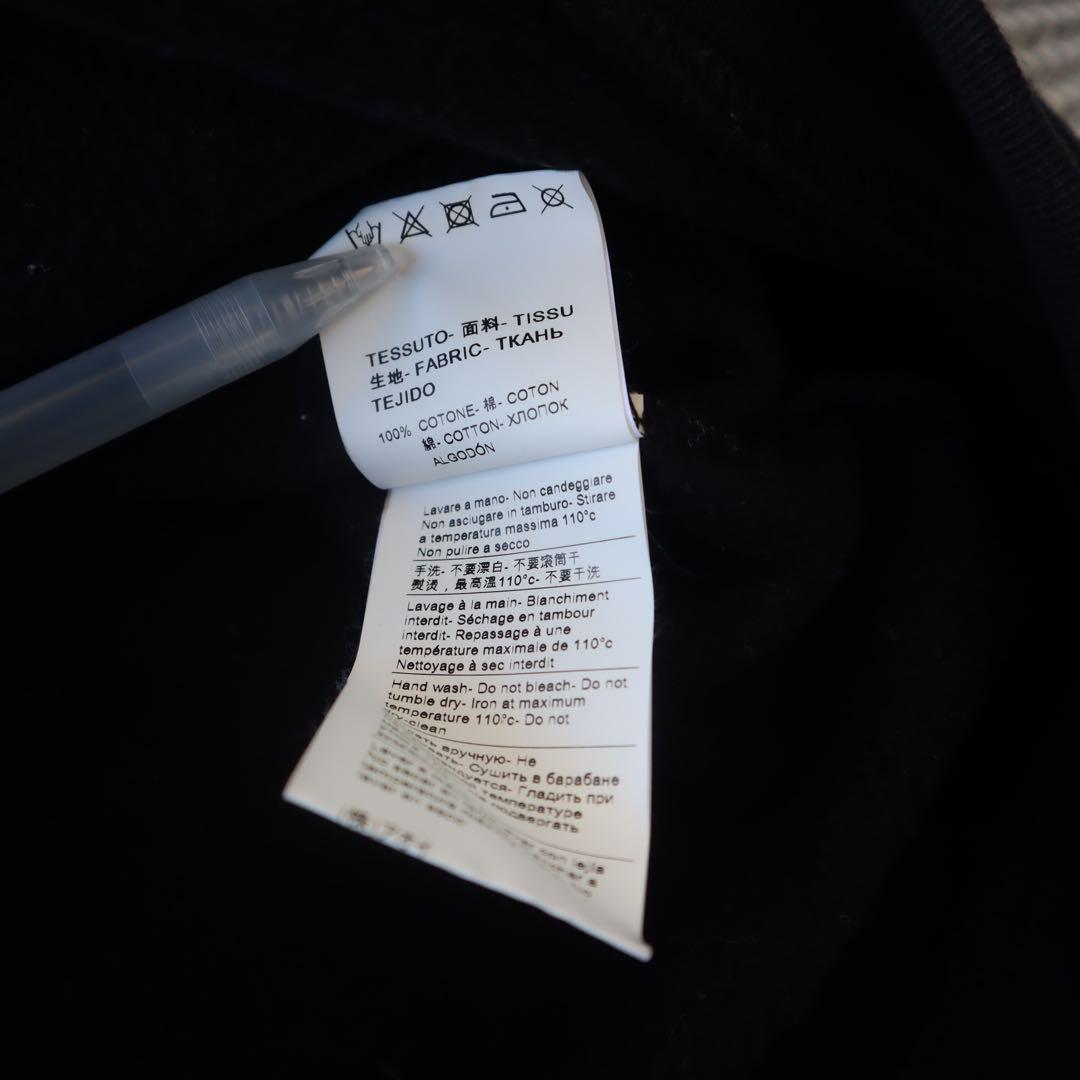 TESSUTO- 面料- TISSU
生地- FABRIC- ТКАНЬ
TEJIDO
100% COTONE- 棉- COTON
綿- COTTON- ХЛОПОК
ALGODÓN
Lavare a mano- Non candeggiare
Non asciugare in tamburo- Stirare
a temperatura massima 110°c
Non pulire a secco
手洗- 不要漂白- 不要滚筒干
熨烫，最高温110°c- 不要干洗
Lavage à la main- Blanchiment
interdit- Séchage en tambour
interdit- Repassage à une
température maximale de 110°c
Nettoyage à sec interdit
Hand wash- Do not bleach- Do not
tumble dry- Iron at maximum
temperature 110°c- Do not
dry-clean
вручную- Не
Сушить в барабане
Гладить при
температуре
подвергать
con lejía